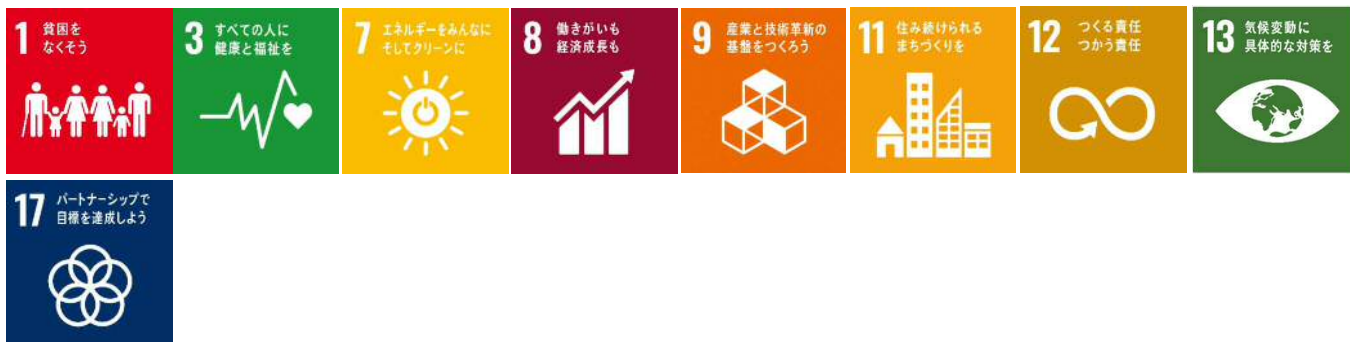 1 貧困を
なくそう
3 すべての人に
健康と福祉を
7 エネルギーをみんなに
そしてクリーンに
8 働きがいも
経済成長も
9 産業と技術革新の
基盤をつくろう
11 住み続けられる
まちづくりを
12 つくる責任
つかう責任
13 気候変動に
具体的な対策を
17 パートナーシップで
目標を達成しよう